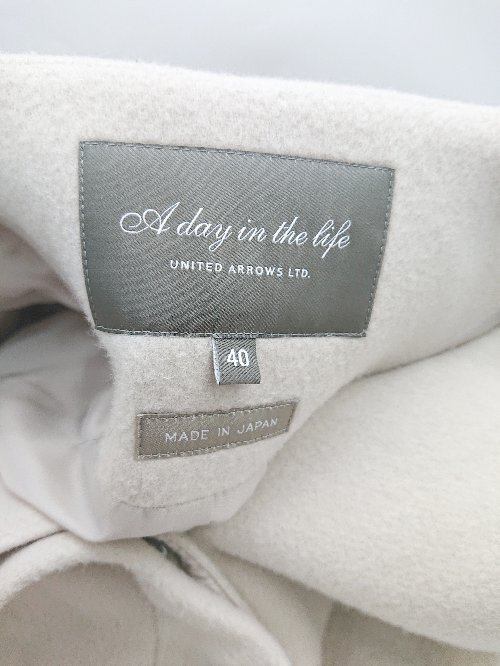 A day in the life
UNITED ARROWS LTD.
40
MADE IN JAPAN